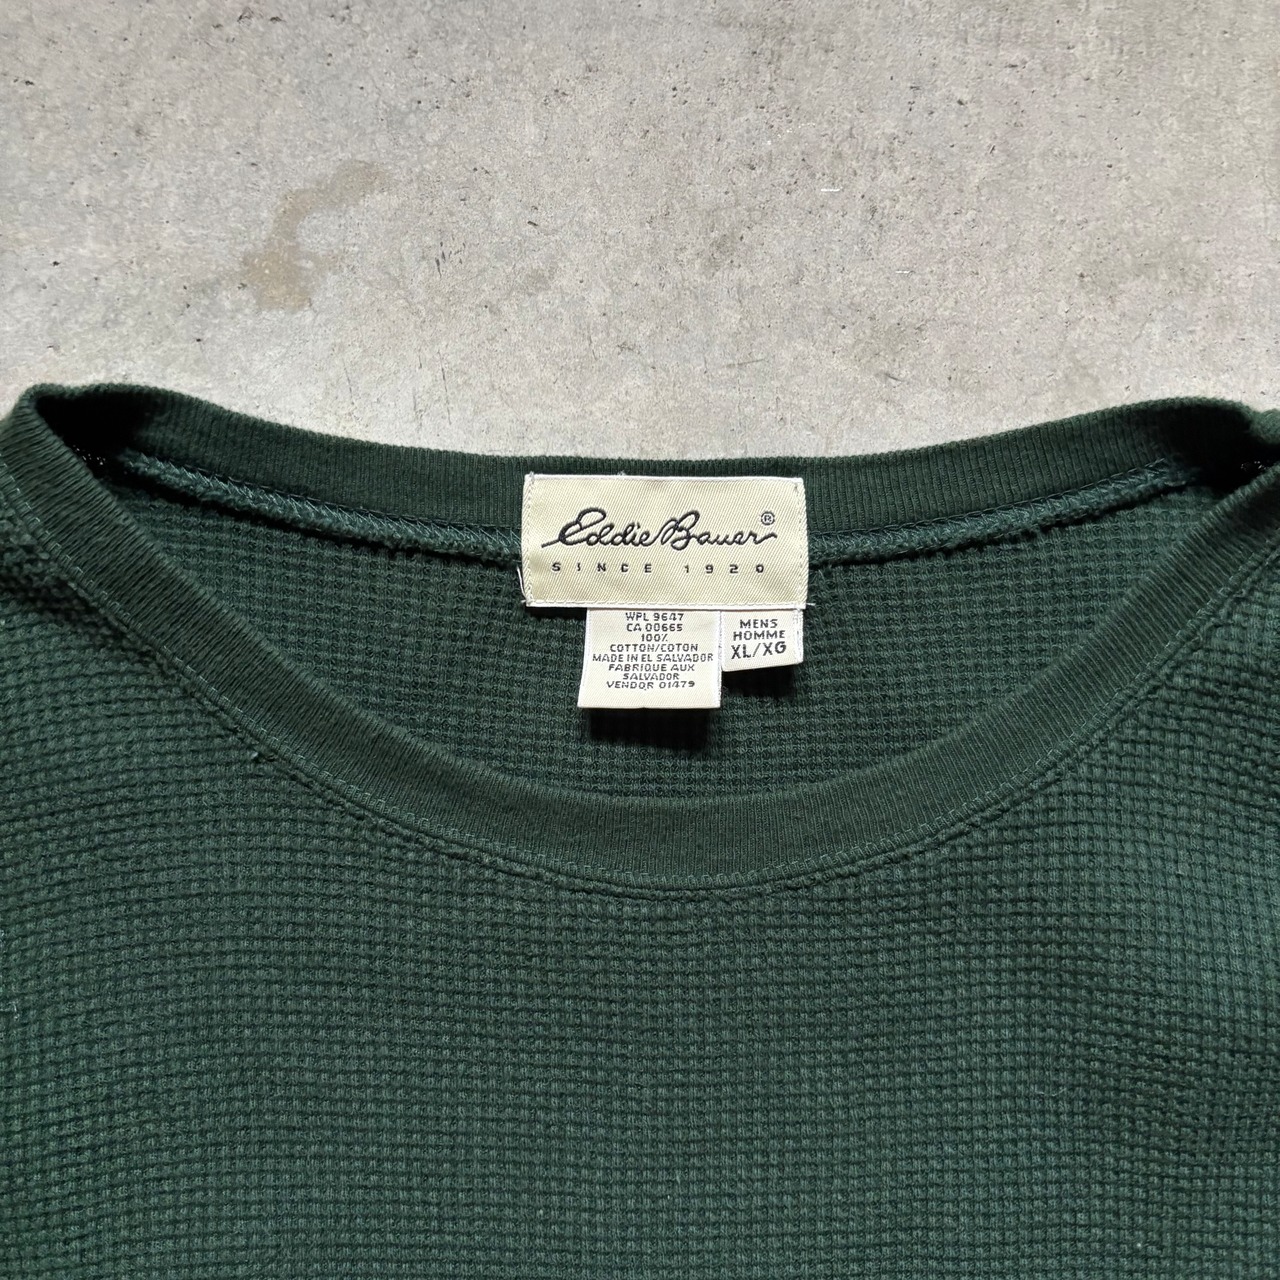 Eddie Bauer®
SINCE 1920
WPL 9647
CA 00665
100%
COTTON/COTON
MADE IN EL SALVADOR
FABRIQUE AUX
SALVADOR
VENDOR 01479
MENS
HOMME
XL/XG